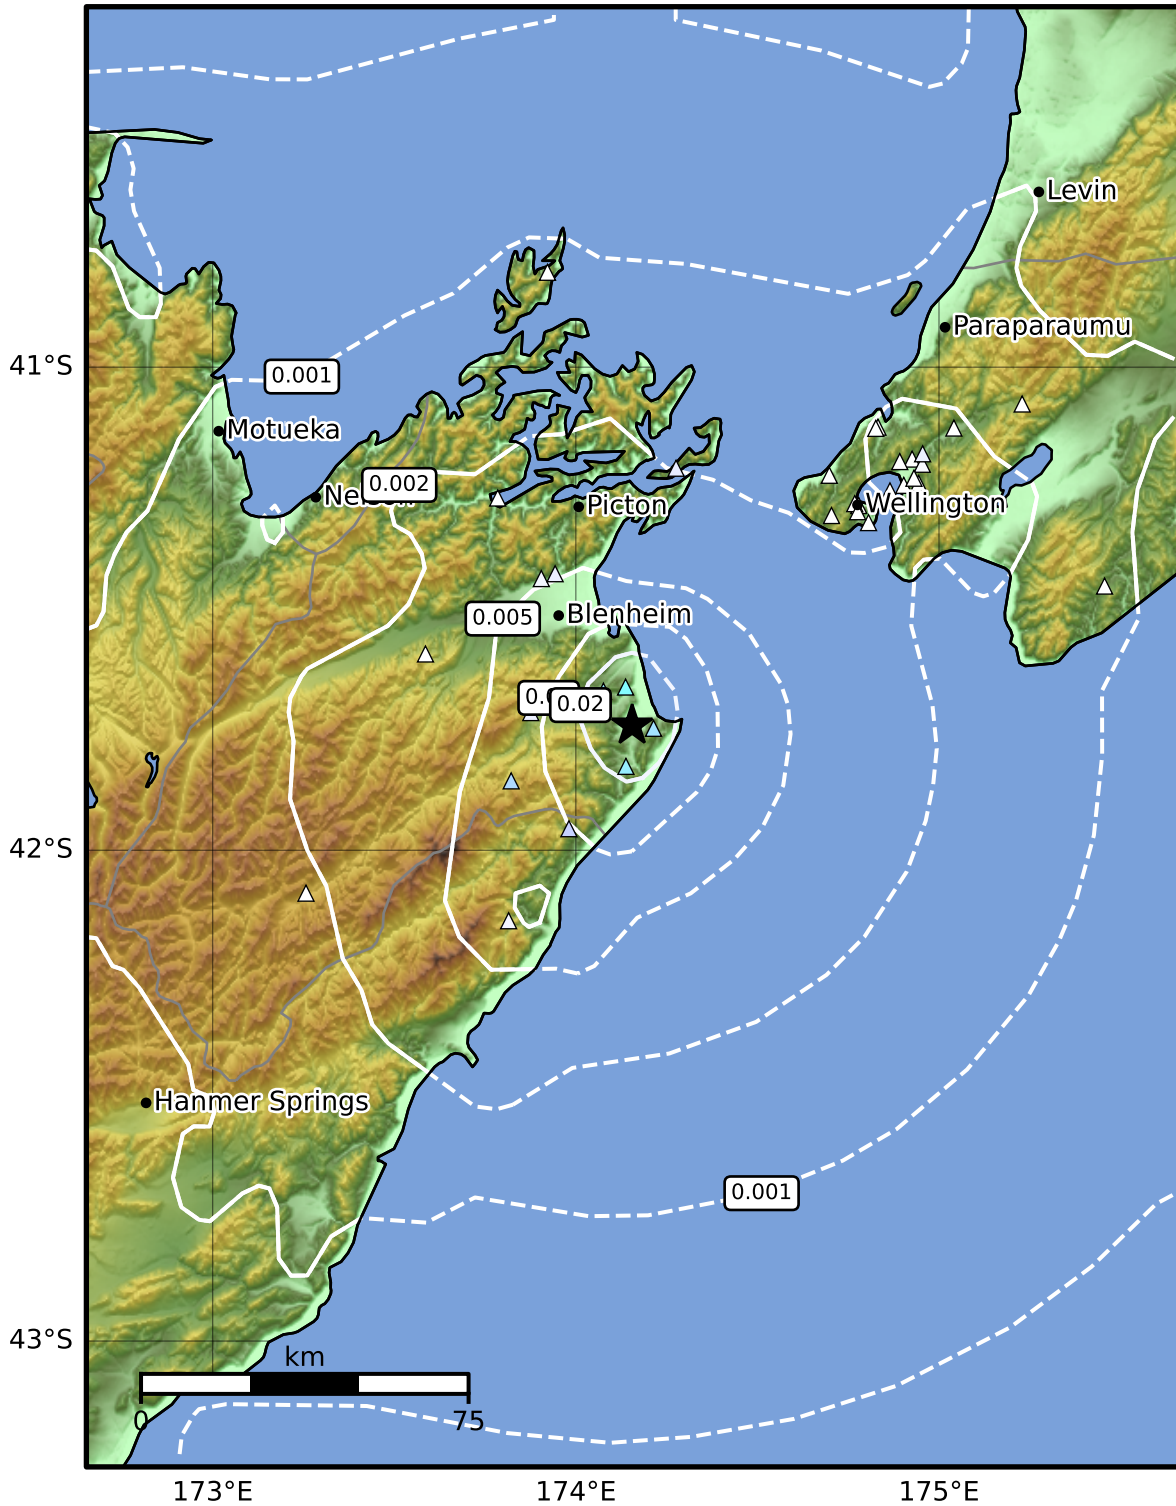 Levin
Paraparaumu
41°S
0.001
Motueka
0.002
Picton
Wellington
0.005
Blenheim
0.02
42°S
Hanmer Springs
0.001
43°S
km
0
75
173°E
174°E
175°E